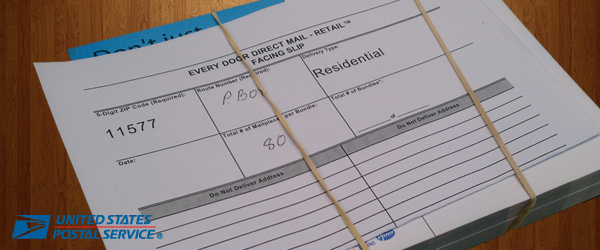 Don't just
EVERY DOOR DIRECT MAIL - RETAIL™
FACING SLIP
5-Digit ZIP Code (Required):
11577
Route Number (Required):
P.BO
Delivery Type:
Residential
Date:
Total # of Mailpieces per Bundle:
80
Total # of Bundles*:
of
Do Not Deliver Address
Do Not Deliver Address
UNITED STATES
POSTAL SERVICE®